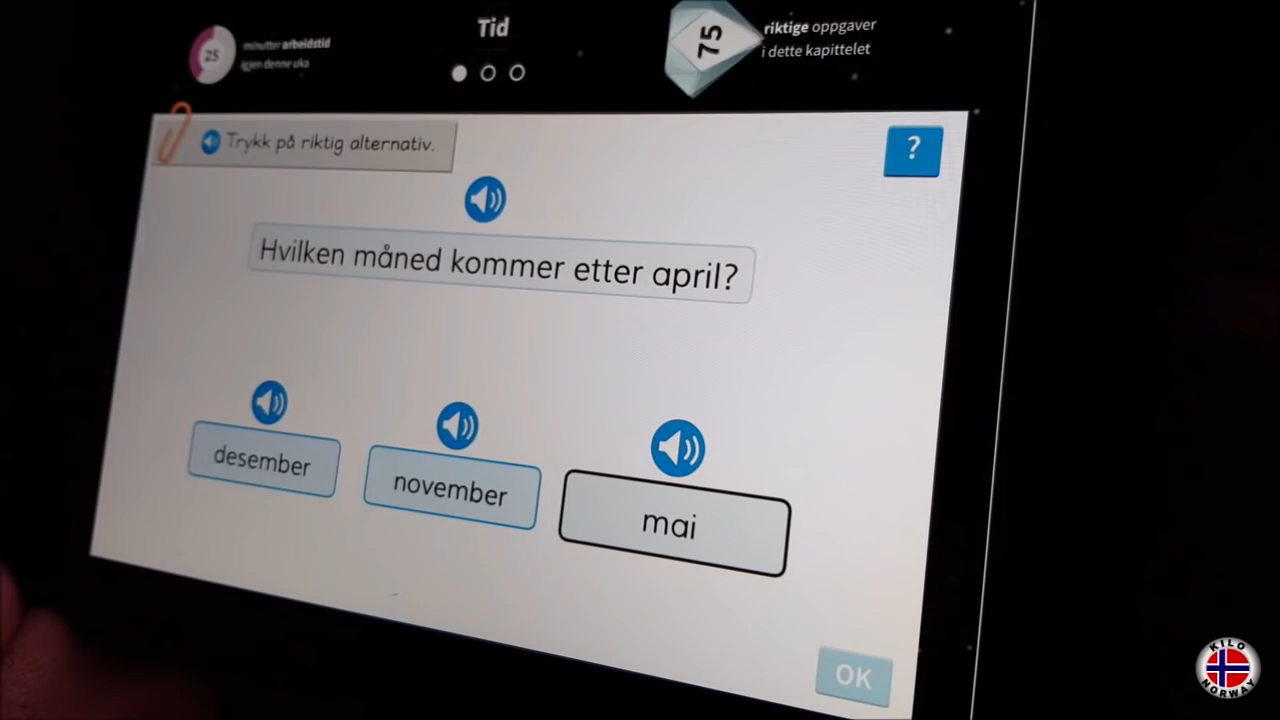 25
minutter arbeidstid
igjen denne uka
Tid
75
riktige oppgaver
i dette kapittelet
Trykk på riktig alternativ.
?
Hvilken måned kommer etter april?
desember
november
mai
OK
KILO
NORWAY